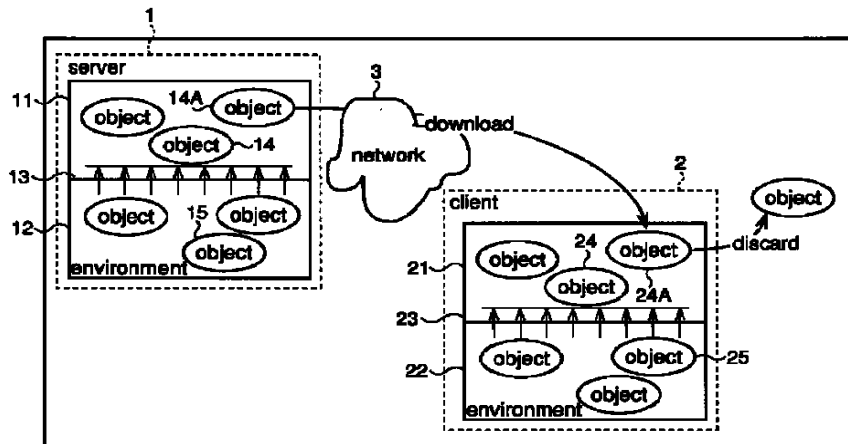 1
server
11
14A
object
object
object
14
13
12
object
15
object
object
environment
3
network
download
2
client
object
discard
21
object
24
object
24A
object
23
22
object
object
25
object
environment